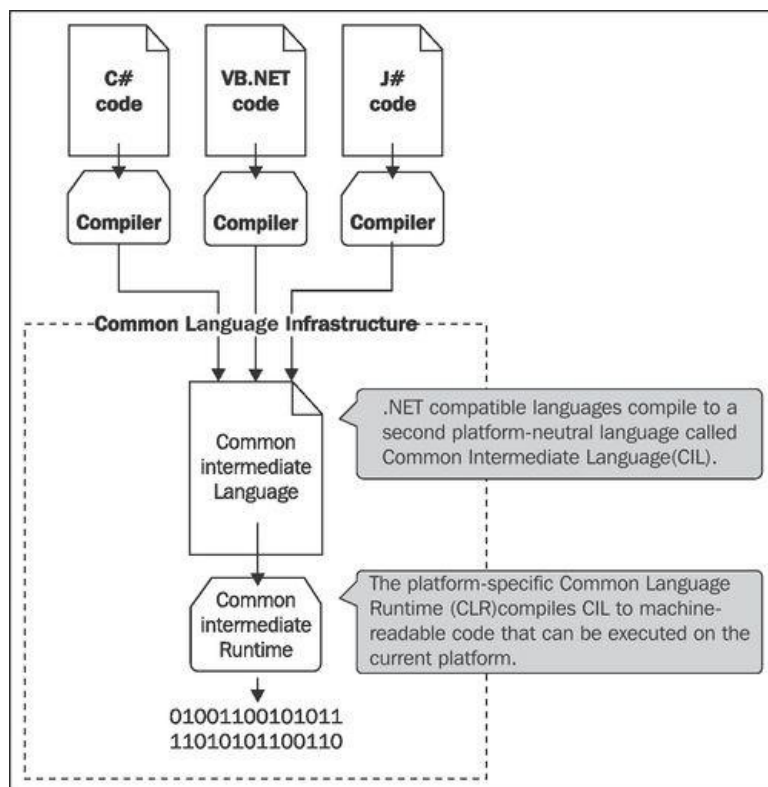 C#
code
VB.NET
code
J#
code
Compiler
Compiler
Compiler
Common Language Infrastructure
Common
intermediate
Language
.NET compatible languages compile to a
second platform-neutral language called
Common Intermediate Language(CIL).
Common
intermediate
Runtime
The platform-specific Common Language
Runtime (CLR)compiles CIL to machine-
readable code that can be executed on the
current platform.
01001100101011
11010101100110